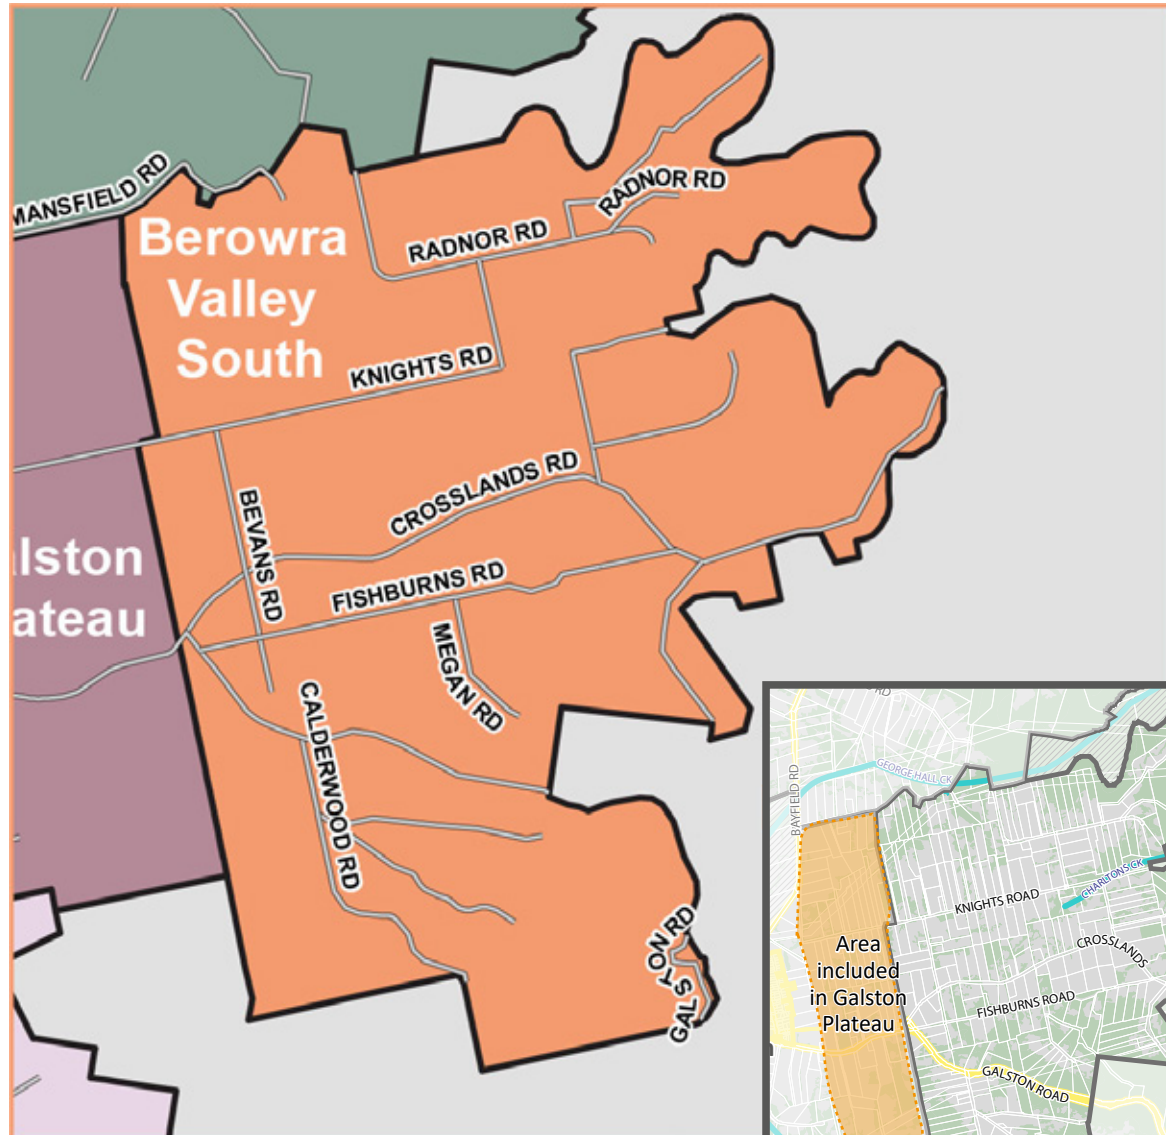 MANSFIELD RD
Berowra
Valley
South
RADNOR RD
RADNOR RD
KNIGHTS RD
CROSSLANDS RD
BEVANS RD
FISHBURNS RD
lston
ateau
MEGAN RD
CALDERWOOD RD
GALSTON RD
RD
GEORGE HALL CK
BAYFIELD RD
CHARLTONS CK
KNIGHTS ROAD
CROSSLANDS
FISHBURNS ROAD
Area
included
in Galston
Plateau
GALSTON ROAD